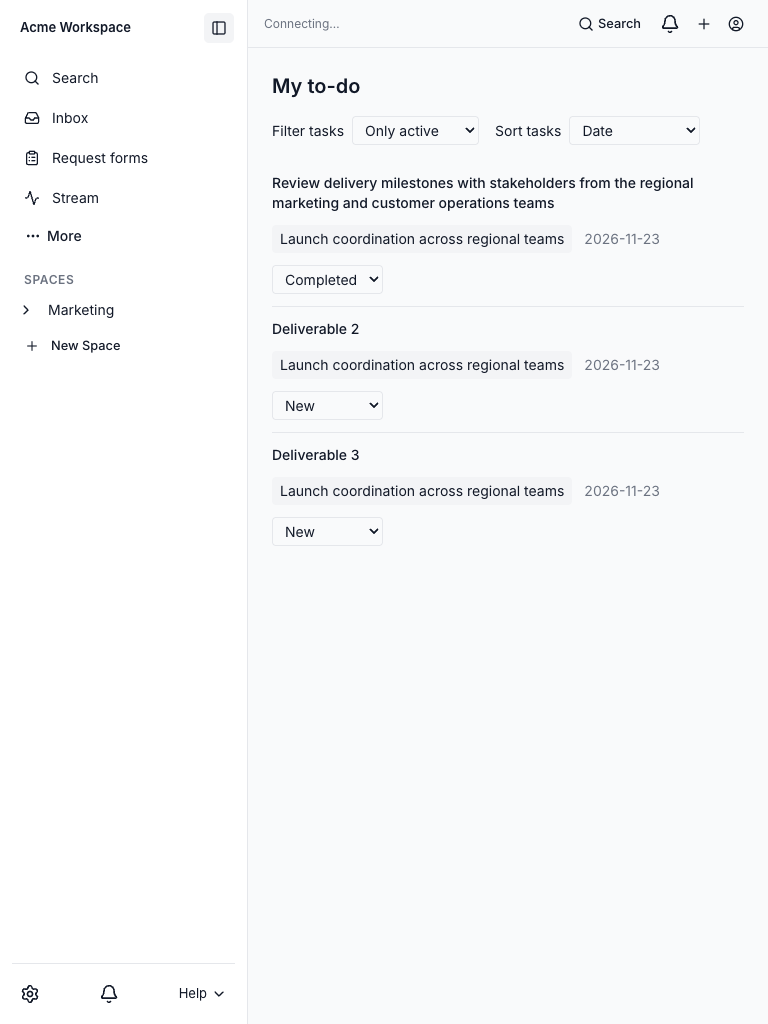 Acme Workspace
Search
Inbox
Request forms
Stream
More
SPACES
Marketing
New Space
Help
Connecting...
Search
My to-do
Filter tasks Only active Sort tasks Date
Review delivery milestones with stakeholders from the regional
marketing and customer operations teams
Launch coordination across regional teams 2026-11-23
Completed
Deliverable 2
Launch coordination across regional teams 2026-11-23
New
Deliverable 3
Launch coordination across regional teams 2026-11-23
New